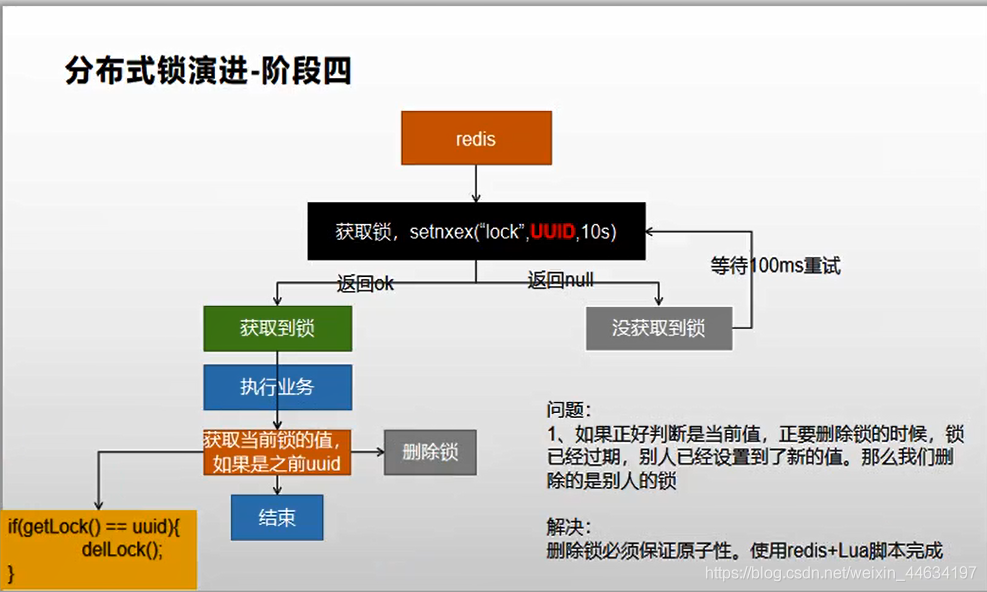 分布式锁演进-阶段四
redis
获取锁，setnxex(“lock”,UUID,10s)
等待100ms重试
返回ok
返回null
获取到锁
没获取到锁
执行业务
获取当前锁的值，
如果是之前uuid
删除锁
结束
if(getLock() == uuid){
delLock();
}
问题：
1、如果正好判断是当前值，正要删除锁的时候，锁
已经过期，别人已经设置到了新的值。那么我们删
除的是别人的锁
解决：
删除锁必须保证原子性。使用redis+Lua脚本完成
https://blog.csdn.net/weixin_44634197